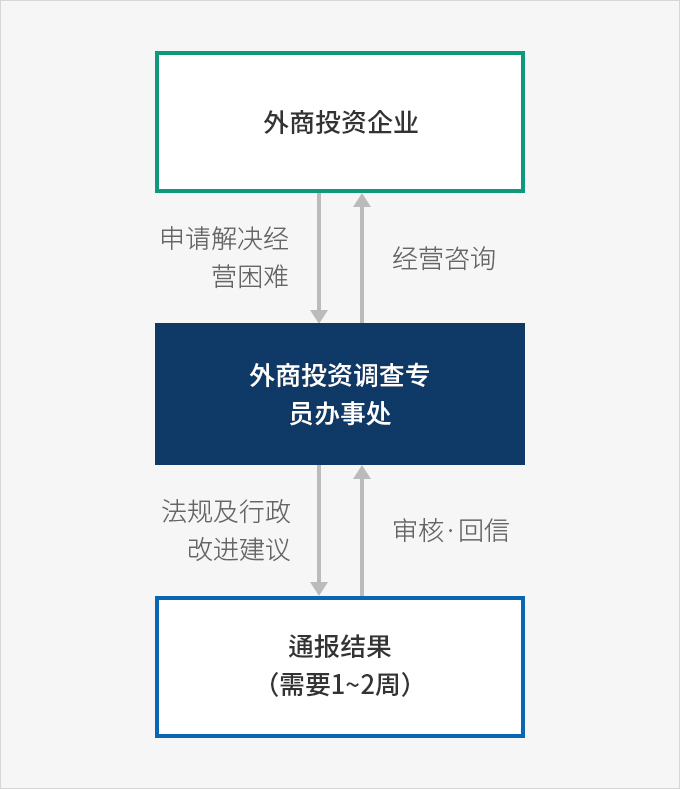 外商投资企业
申请解决经
营困难
经营咨询
外商投资调查专
员办事处
法规及行政
改进建议
审核·回信
通报结果
（需要1~2周）